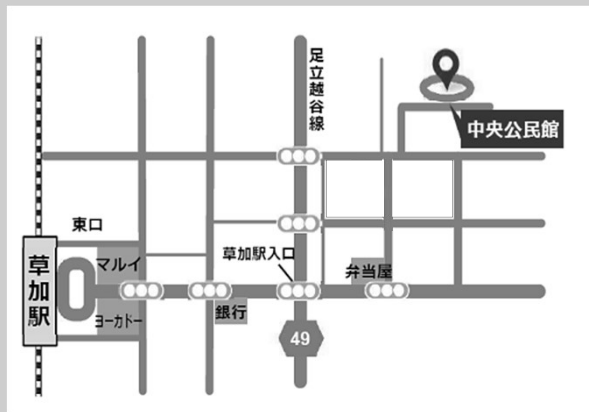 足立越谷線
中央公民館
東口
マルイ
草加駅入口
弁当屋
草加駅
ヨーカドー
銀行
49